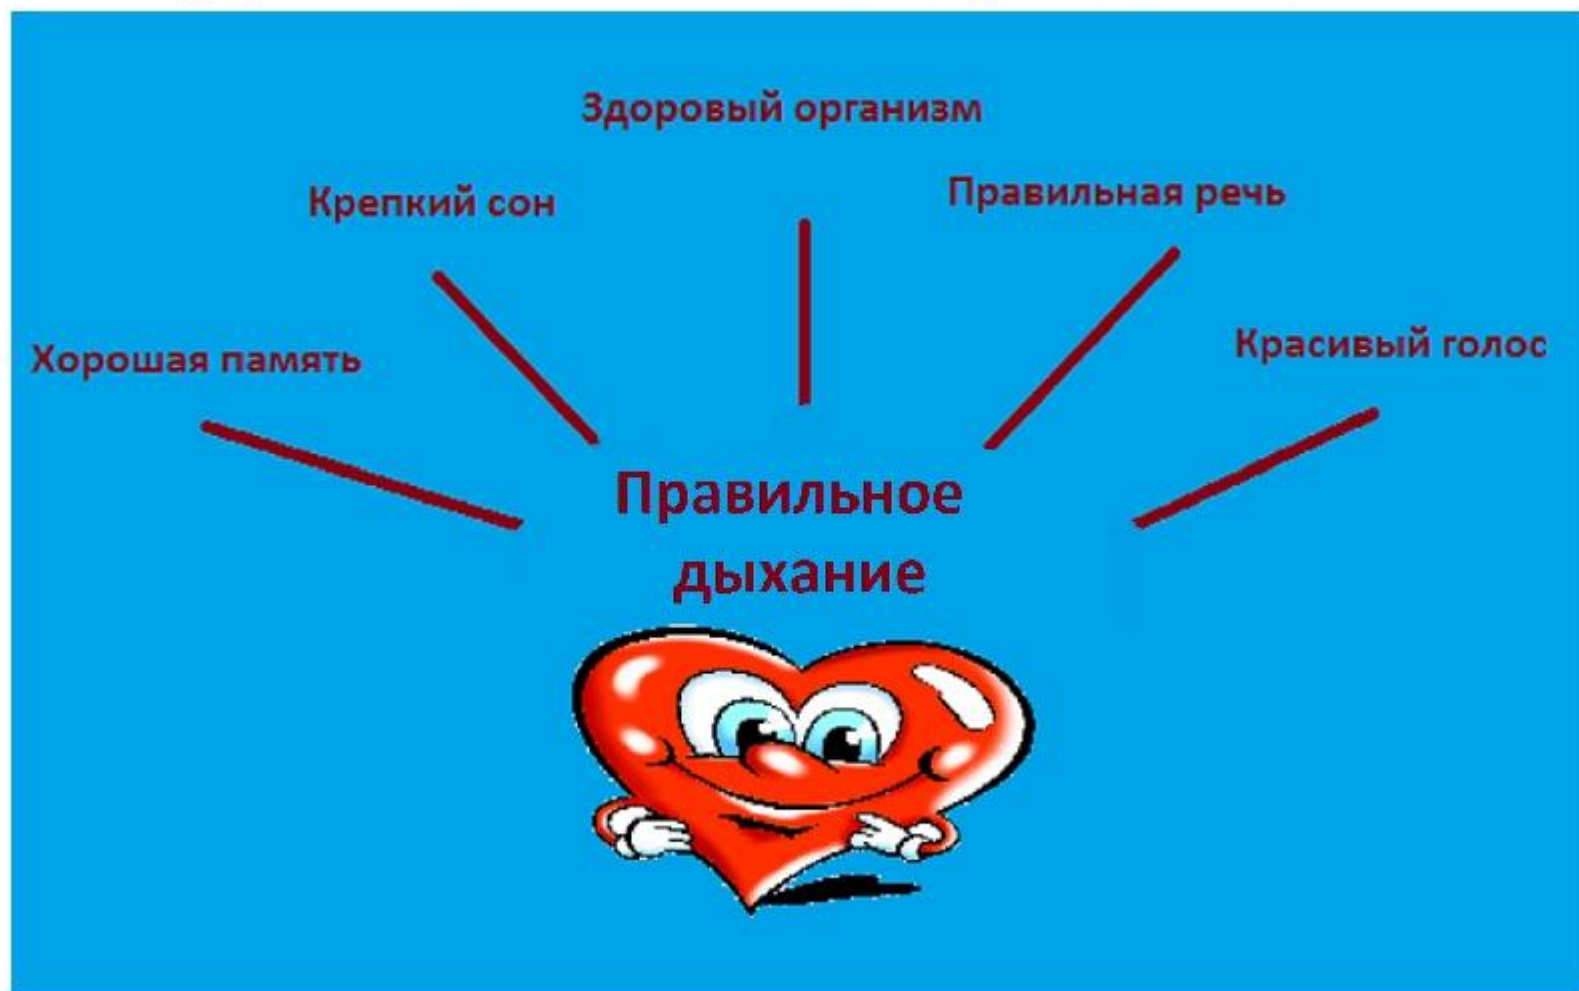 Здоровый организм
Крепкий сон
Правильная речь
Хорошая память
Красивый голос
Правильное
дыхание